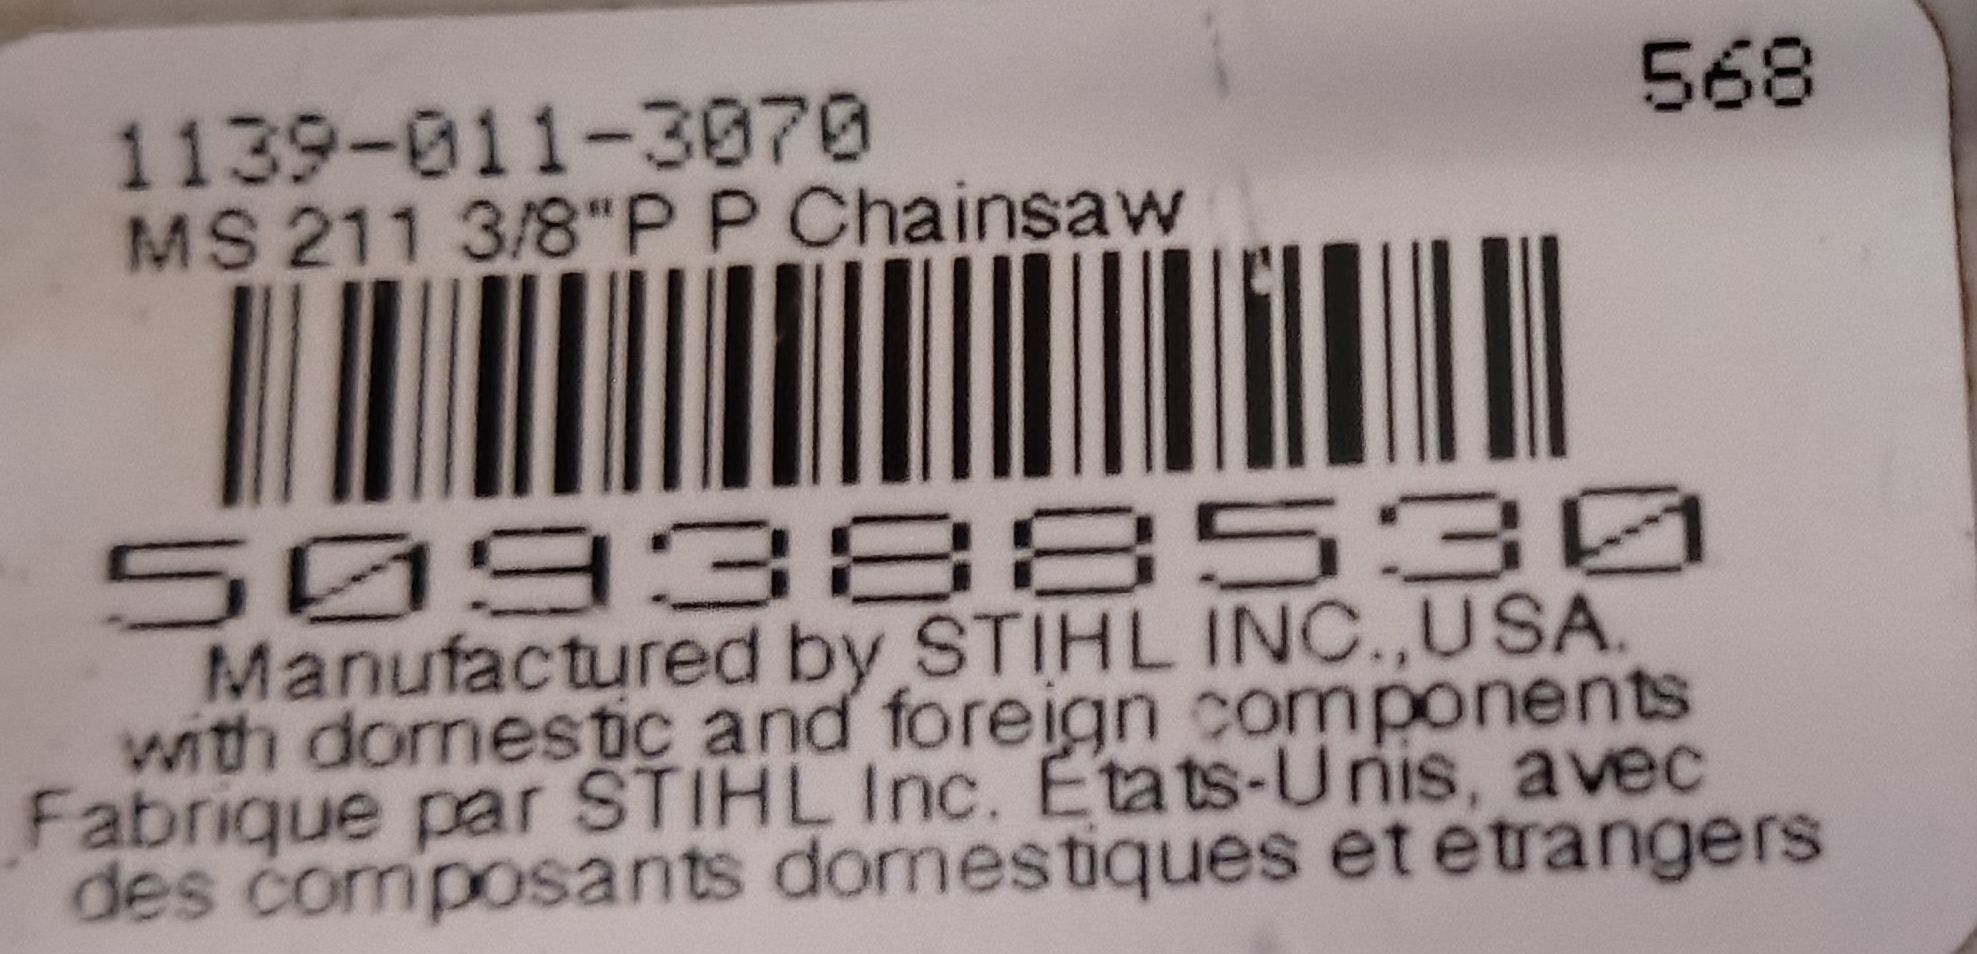 568
1139-011-3070
MS 211 3/8"P P Chainsaw
509388530
Manufactured by STIHL INC.,USA.
with domestic and foreign components
Fabrique par STIHL Inc. États-Unis, avec
des composants domestiques et etrangers